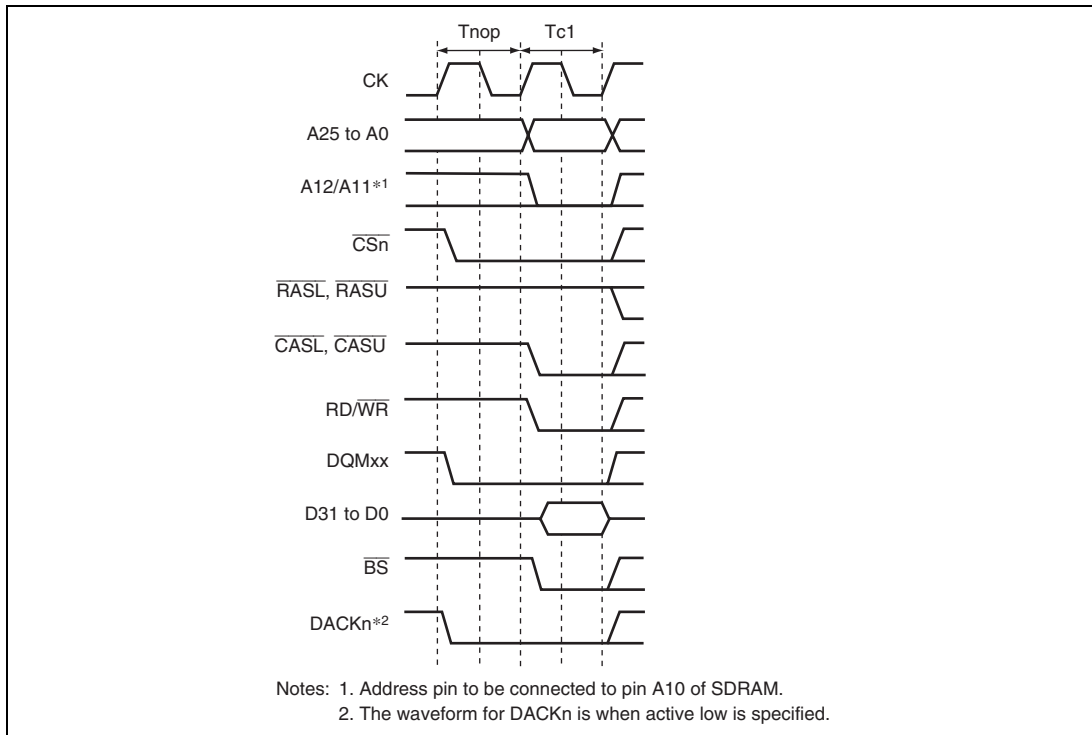 Tnop Tc1
CK
A25 to A0
A12/A11*1
CSn
RASL, RASU
CASL, CASU
RD/WR
DQMxx
D31 to D0
BS
DACKn*2
Notes: 1. Address pin to be connected to pin A10 of SDRAM.
2. The waveform for DACKn is when active low is specified.